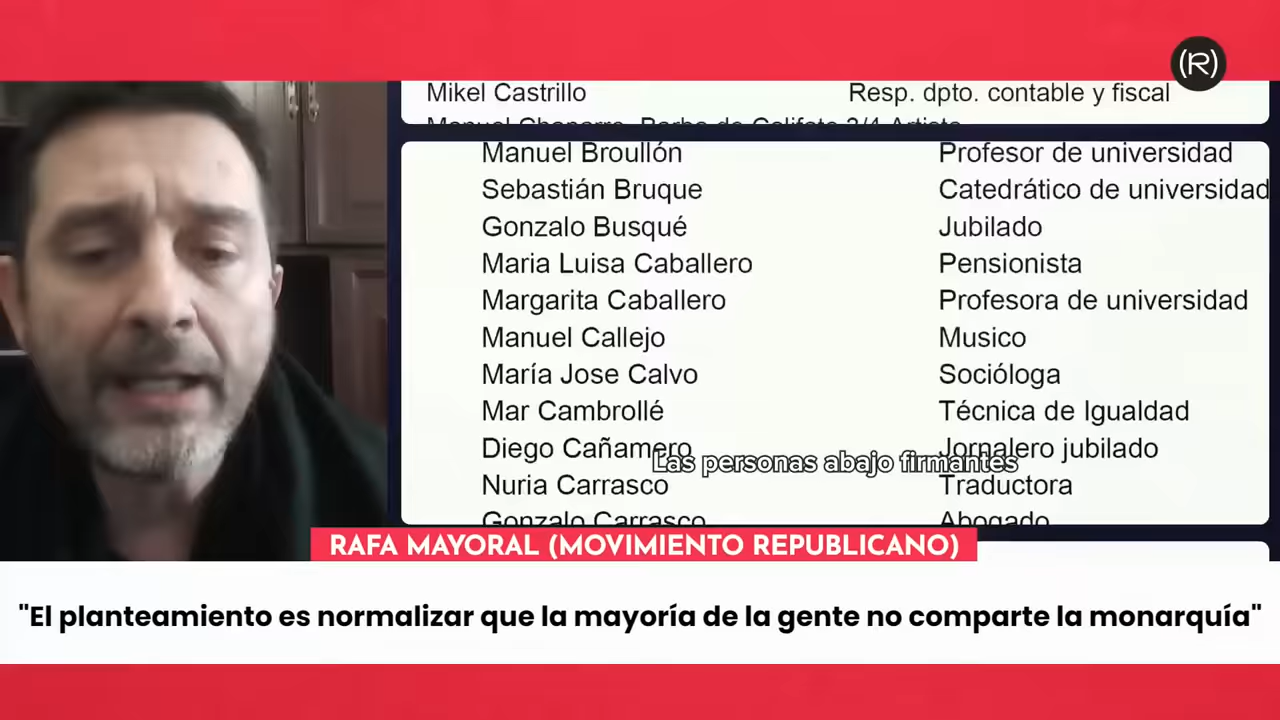 (R)
Mikel Castrillo Resp. dpto. contable y fiscal
Manuel Broullón Profesor de universidad
Sebastián Bruque Catedrático de universidad
Gonzalo Busqué Jubilado
Maria Luisa Caballero Pensionista
Margarita Caballero Profesora de universidad
Manuel Callejo Musico
María Jose Calvo Socióloga
Mar Cambrollé Técnica de Igualdad
Diego Cañamero Jornalero jubilado
Las personas abajo firmantes
Nuria Carrasco Traductora
Gonzalo Carrasco Abogado
RAFA MAYORAL (MOVIMIENTO REPUBLICANO)
"El planteamiento es normalizar que la mayoría de la gente no comparte la monarquía"